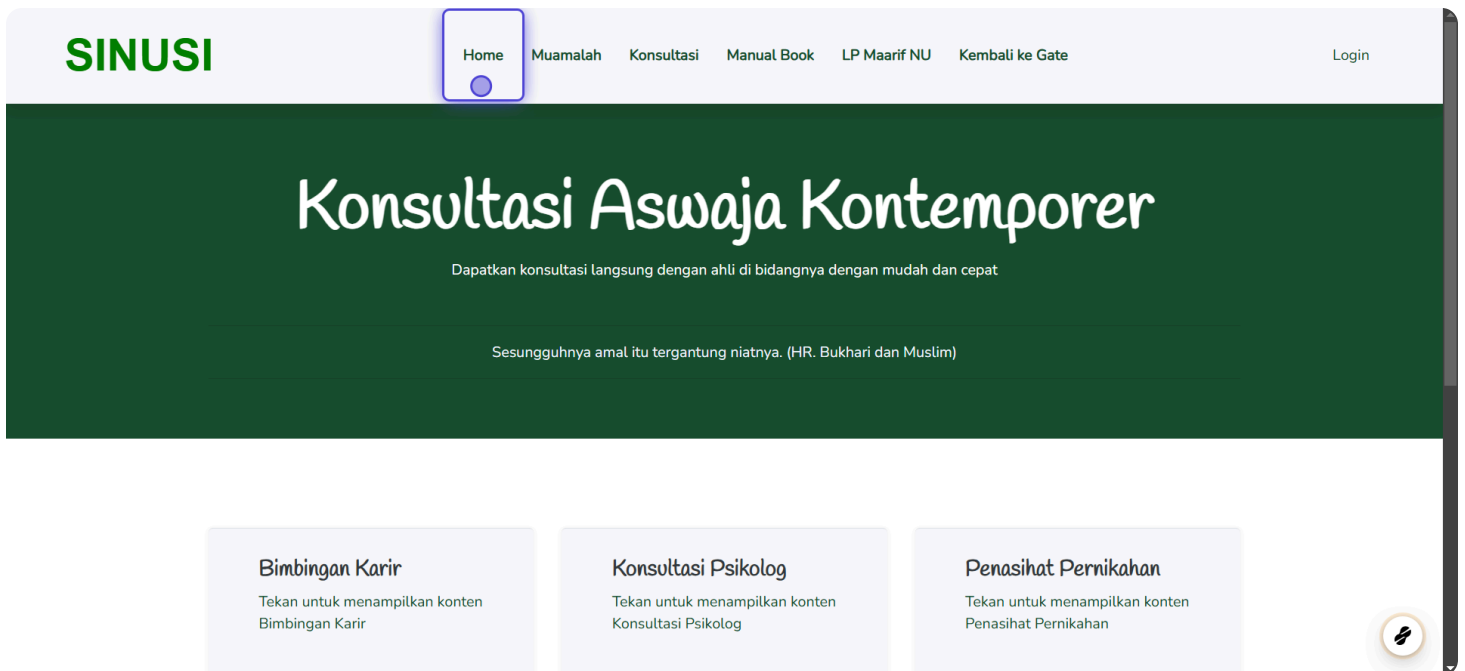 SINUSI
Home Muamalah Konsultasi Manual Book LP Maarif NU Kembali ke Gate Login
Konsultasi Aswaja Kontemporer
Dapatkan konsultasi langsung dengan ahli di bidangnya dengan mudah dan cepat
Sesungguhnya amal itu tergantung niatnya. (HR. Bukhari dan Muslim)
Bimbingan Karir
Tekan untuk menampilkan konten
Bimbingan Karir
Konsultasi Psikolog
Tekan untuk menampilkan konten
Konsultasi Psikolog
Penasihat Pernikahan
Tekan untuk menampilkan konten
Penasihat Pernikahan